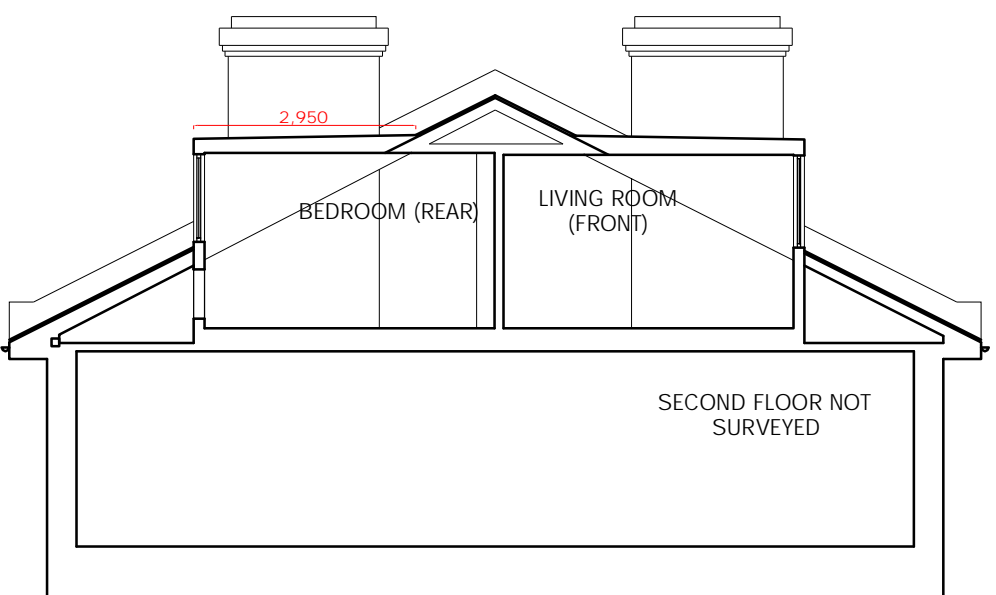 2,950
BEDROOM (REAR)
LIVING ROOM
(FRONT)
SECOND FLOOR NOT
SURVEYED